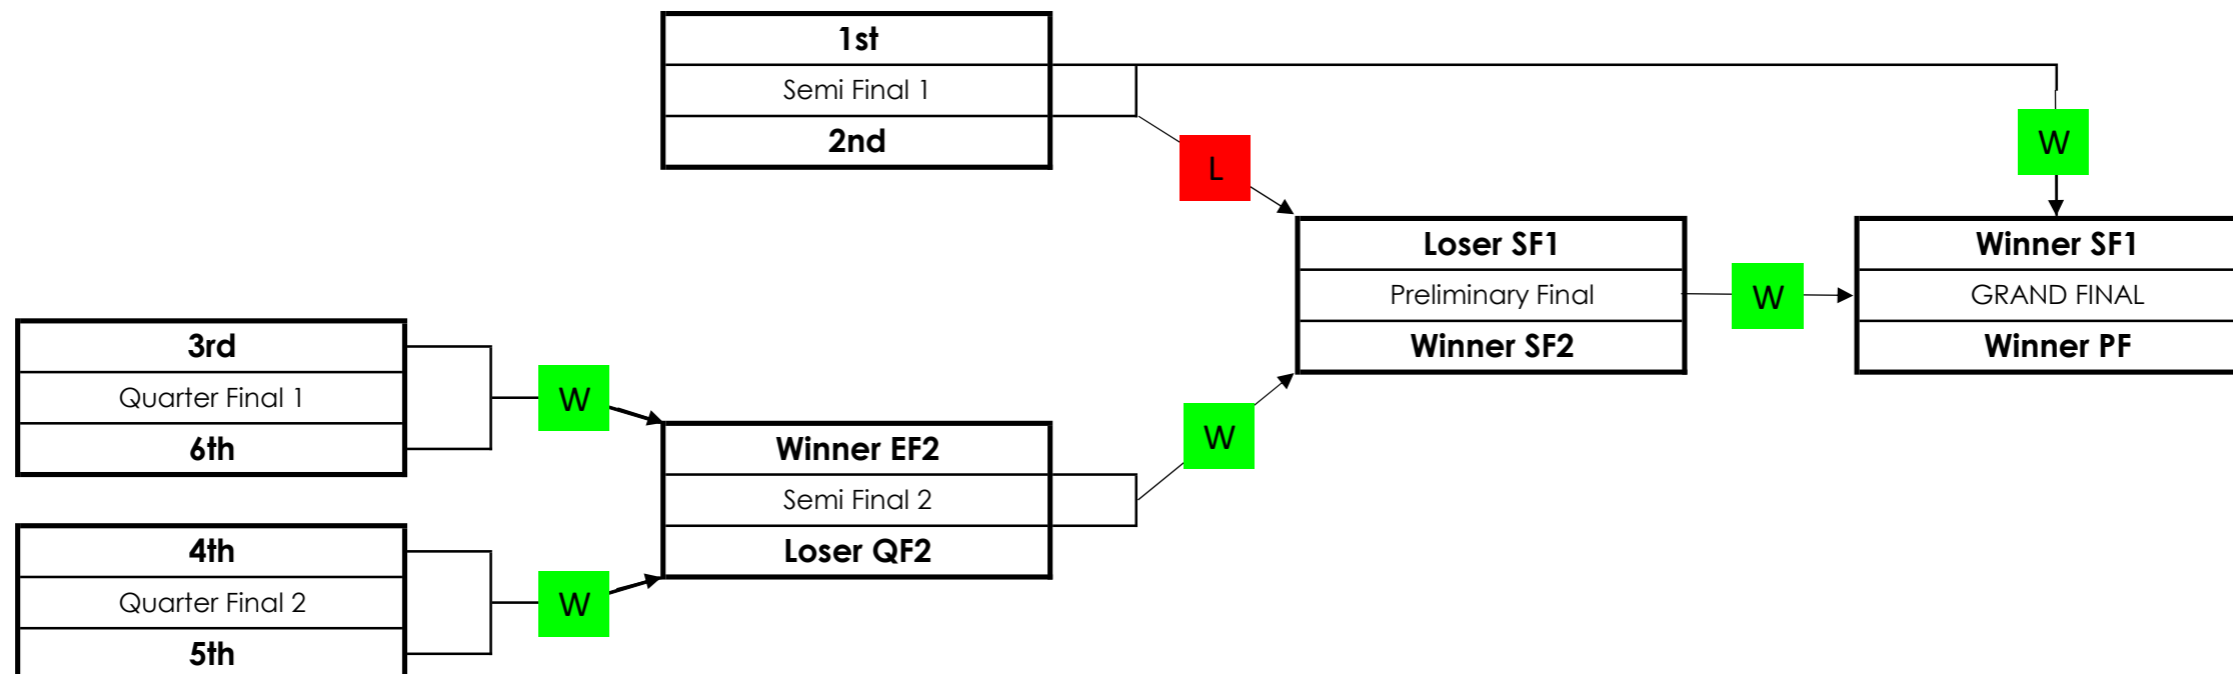 1st
Semi Final 1
2nd
W
L
Loser SF1
Preliminary Final
Winner SF2
W
Winner SF1
GRAND FINAL
Winner PF
3rd
Quarter Final 1
6th
W
Winner EF2
Semi Final 2
Loser QF2
W
4th
Quarter Final 2
5th
W